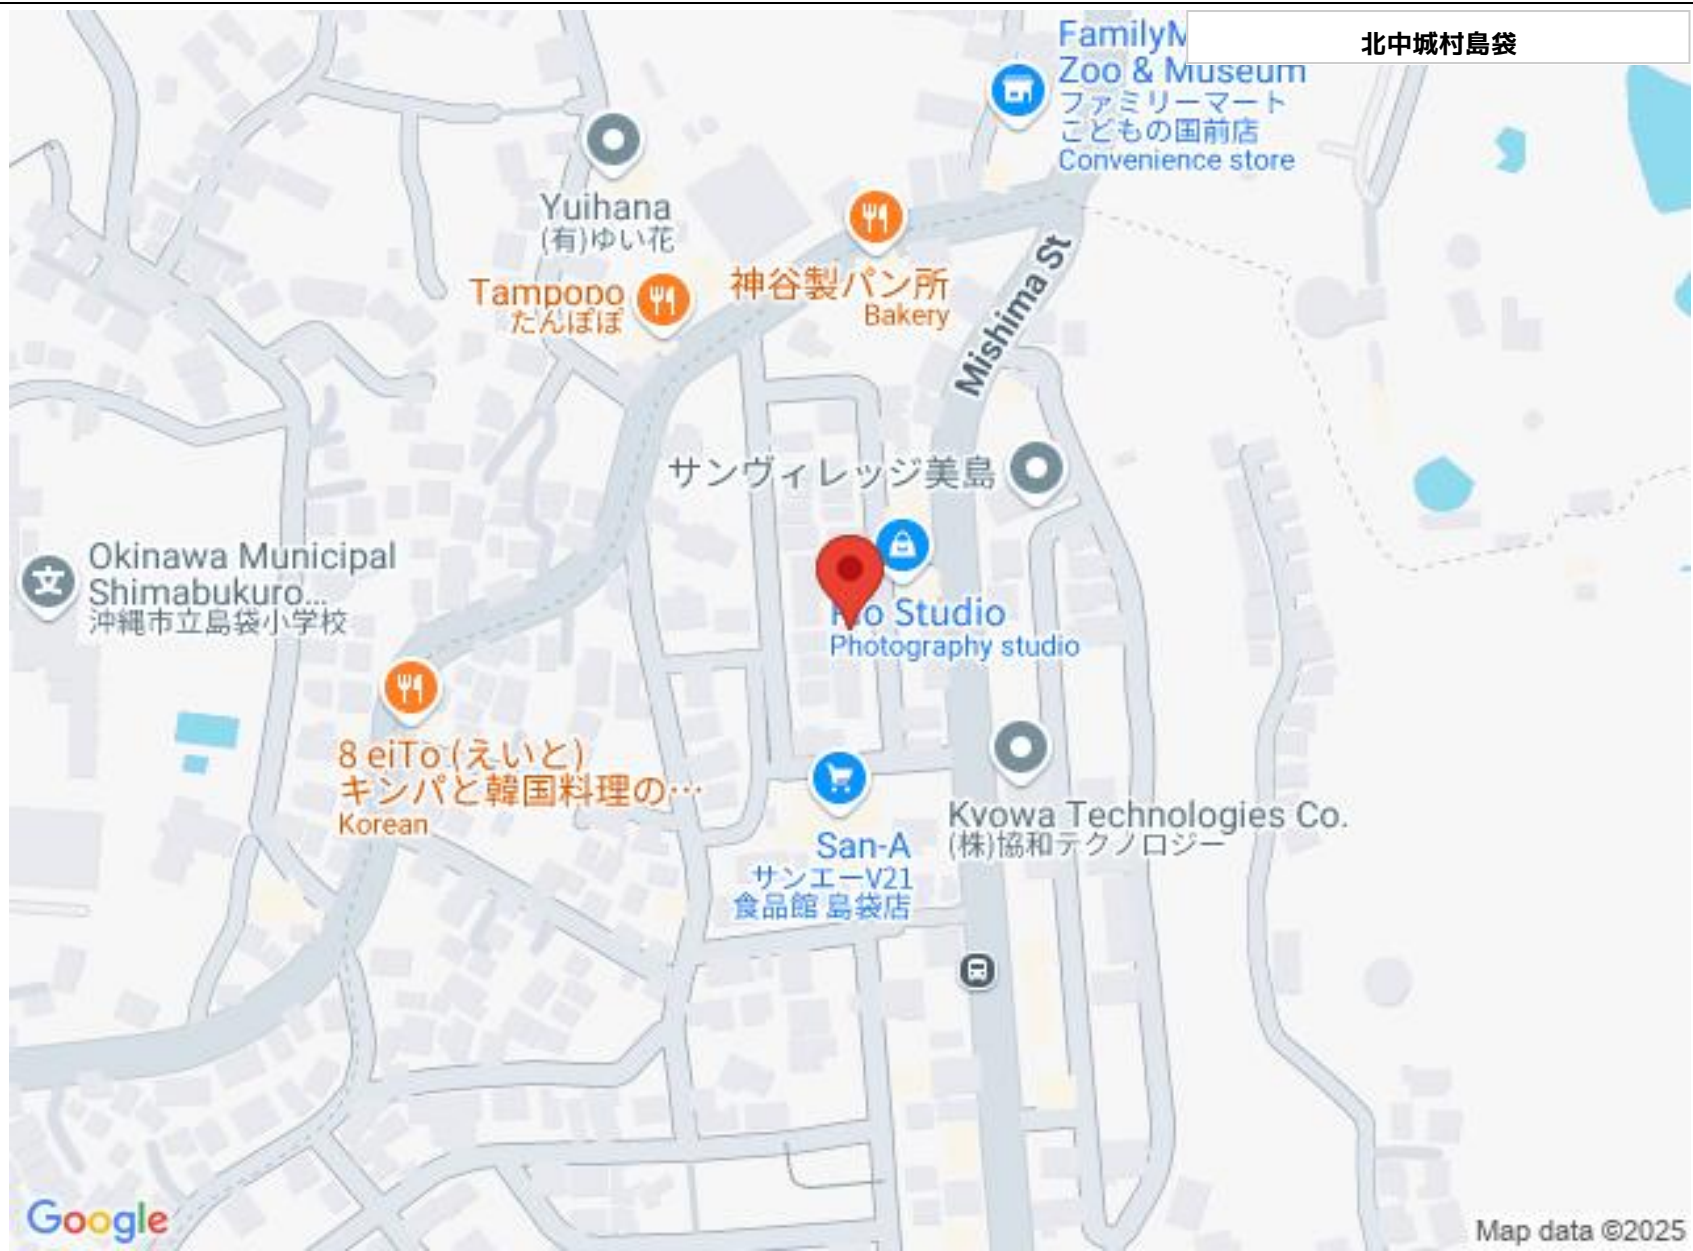 北中城村島袋
Zoo & Museum
ファミリーマート
こどもの国前店
Convenience store
Yuihana
(有)ゆい花
Tampopo
たんぽぽ
神谷製パン所
Bakery
Mishima St
サンヴィレッジ美島
Okinawa Municipal
Shimabukuro...
沖縄市立島袋小学校
Studio
Photography studio
8 eiTo (えいと)
キンパと韓国料理の…
Korean
San-A
サンエーV21
食品館 島袋店
Kyowa Technologies Co.
(株)協和テクノロジー
Google
Map data ©2025